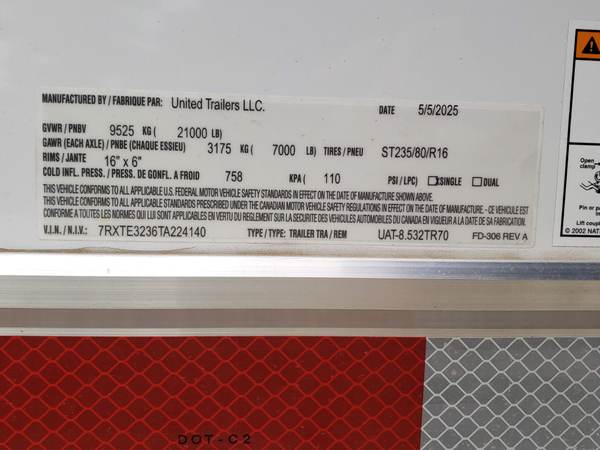 MANUFACTURED BY / FABRIQUE PAR: United Trailers LLC. DATE 5/5/2025
GVWR / PNBV 9525 KG ( 21000 LB)
GAWR (EACH AXLE) / PNBE (CHAQUE ESSIEU) 3175 KG ( 7000 LB) TIRES / PNEU ST235/80/R16
RIMS / JANTE 16" x 6"
COLD INFL. PRESS. / PRESS. DE GONFL. A FROID 758 KPA ( 110 PSI / LPC) SINGLE DUAL
THIS VEHICLE CONFORMS TO ALL APPLICABLE U.S. FEDERAL MOTOR VEHICLE SAFETY STANDARDS IN EFFECT ON THE DATE OF MANUFACTURE SHOWN ABOVE.
THIS VEHICLE CONFORMS TO ALL APPLICABLE STANDARDS PRESCRIBED UNDER THE CANADIAN MOTOR VEHICLE SAFETY REGULATIONS IN EFFECT ON THE DATE OF MANUFACTURE - CE VEHICULE EST
CONFORME A TOUTES LES NORMES QUI LUI SONT APPLICABLES EN VERTU DU REGLEMENT SUR LA SECURITE DES VEHICULES AUTOMOBILES DU CANADA EN VIGUEUR A LA DATE DE SA FABRICATION.
V.I.N. / N.I.V.: 7RXTE3236TA224140 TYPE / TYPE: TRAILER TRA / REM UAT-8.532TR70
FD-306 REV A
Open
clamp
Lift
© 2002 NAT
DOT-C2